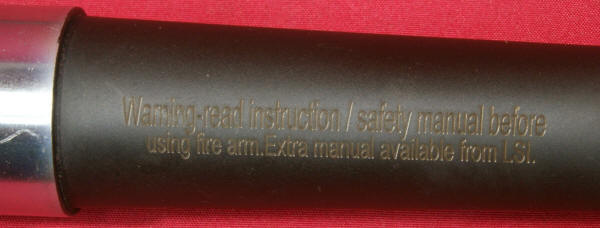 Warning-read instruction / safety manual before
using fire arm.Extra manual available from LSI.